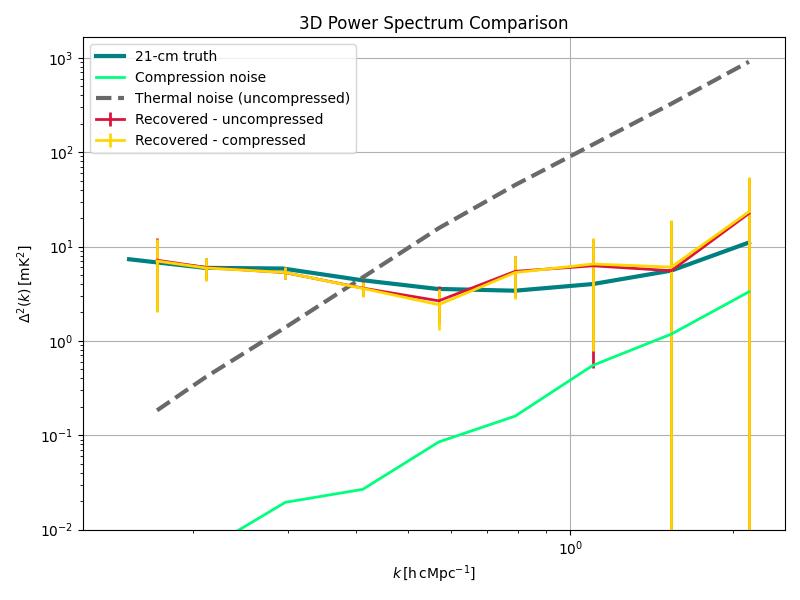 3D Power Spectrum Comparison
21-cm truth
Compression noise
Thermal noise (uncompressed)
Recovered - uncompressed
Recovered - compressed
10³
10²
10¹
10⁰
10⁻¹
10⁻²
Δ²(k) [mK²]
10⁰
k [h cMpc⁻¹]